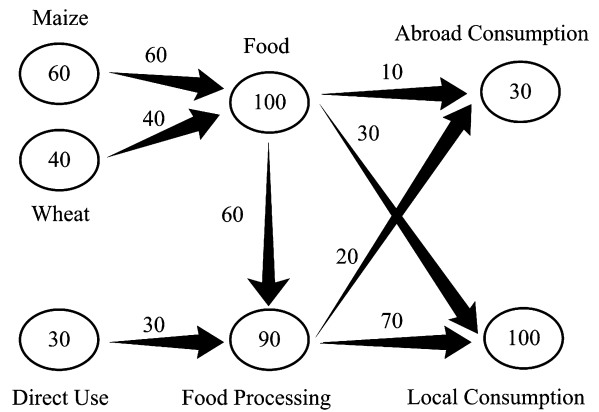 Maize
Food
Abroad Consumption
60
60
100
10
30
40
40
30
Wheat
60
20
30
30
90
70
100
Direct Use
Food Processing
Local Consumption